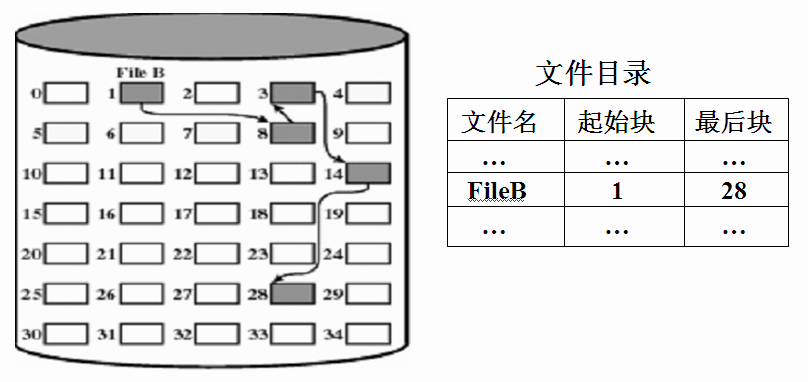 File B
0 1 2 3 4
5 6 7 8 9
10 11 12 13 14
15 16 17 18 19
20 21 22 23 24
25 26 27 28 29
30 31 32 33 34
文件目录
文件名 起始块 最后块
… … …
FileB 1 28
… … …